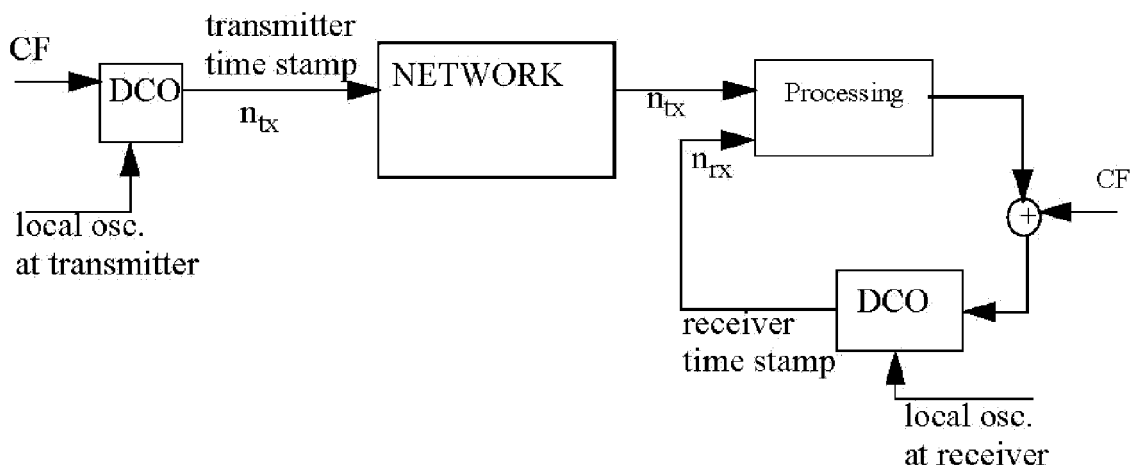 CF
DCO
transmitter
time stamp
n_tx
NETWORK
n_tx
n_rx
Processing
CF
+
DCO
receiver
time stamp
local osc.
at transmitter
local osc.
at receiver